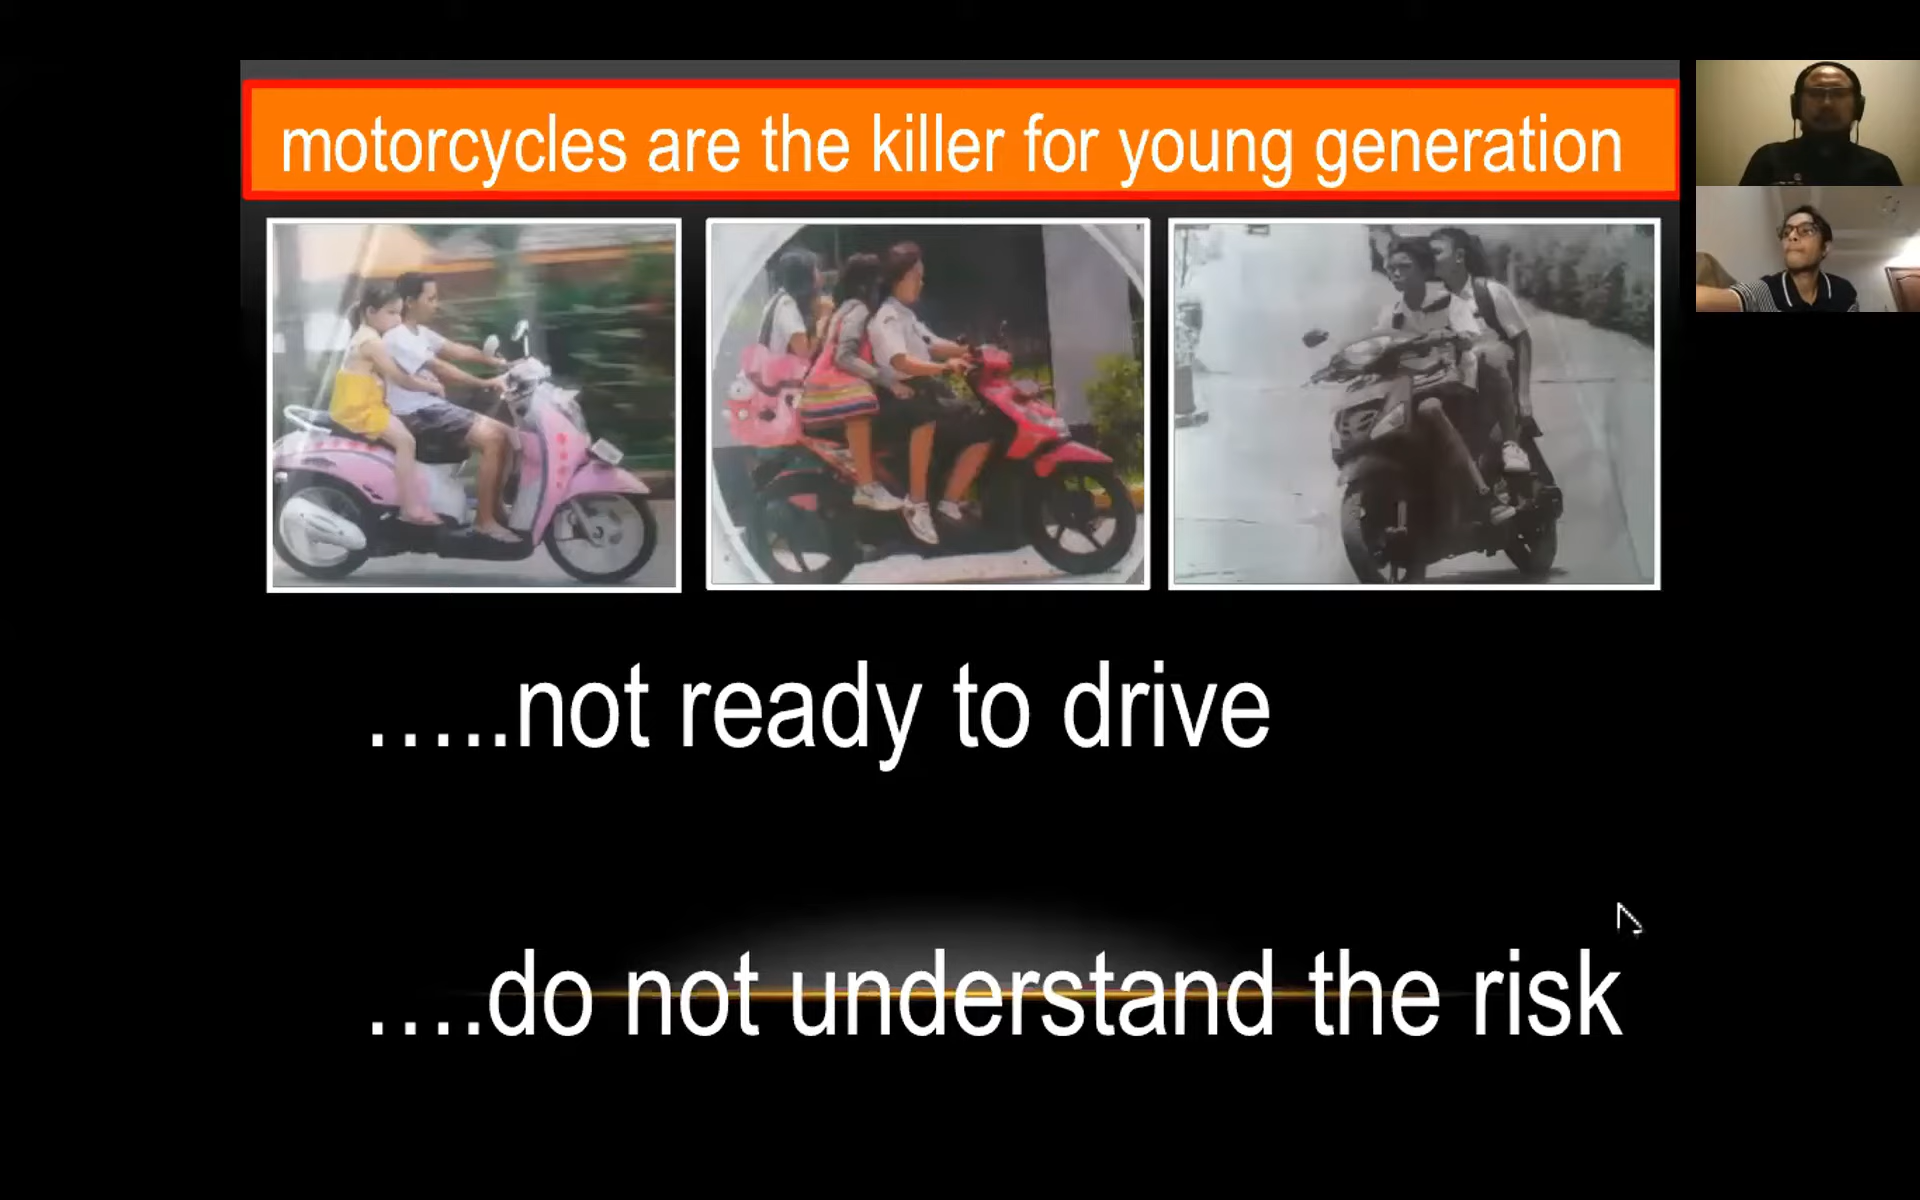 motorcycles are the killer for young generation
.....not ready to drive
....do not understand the risk